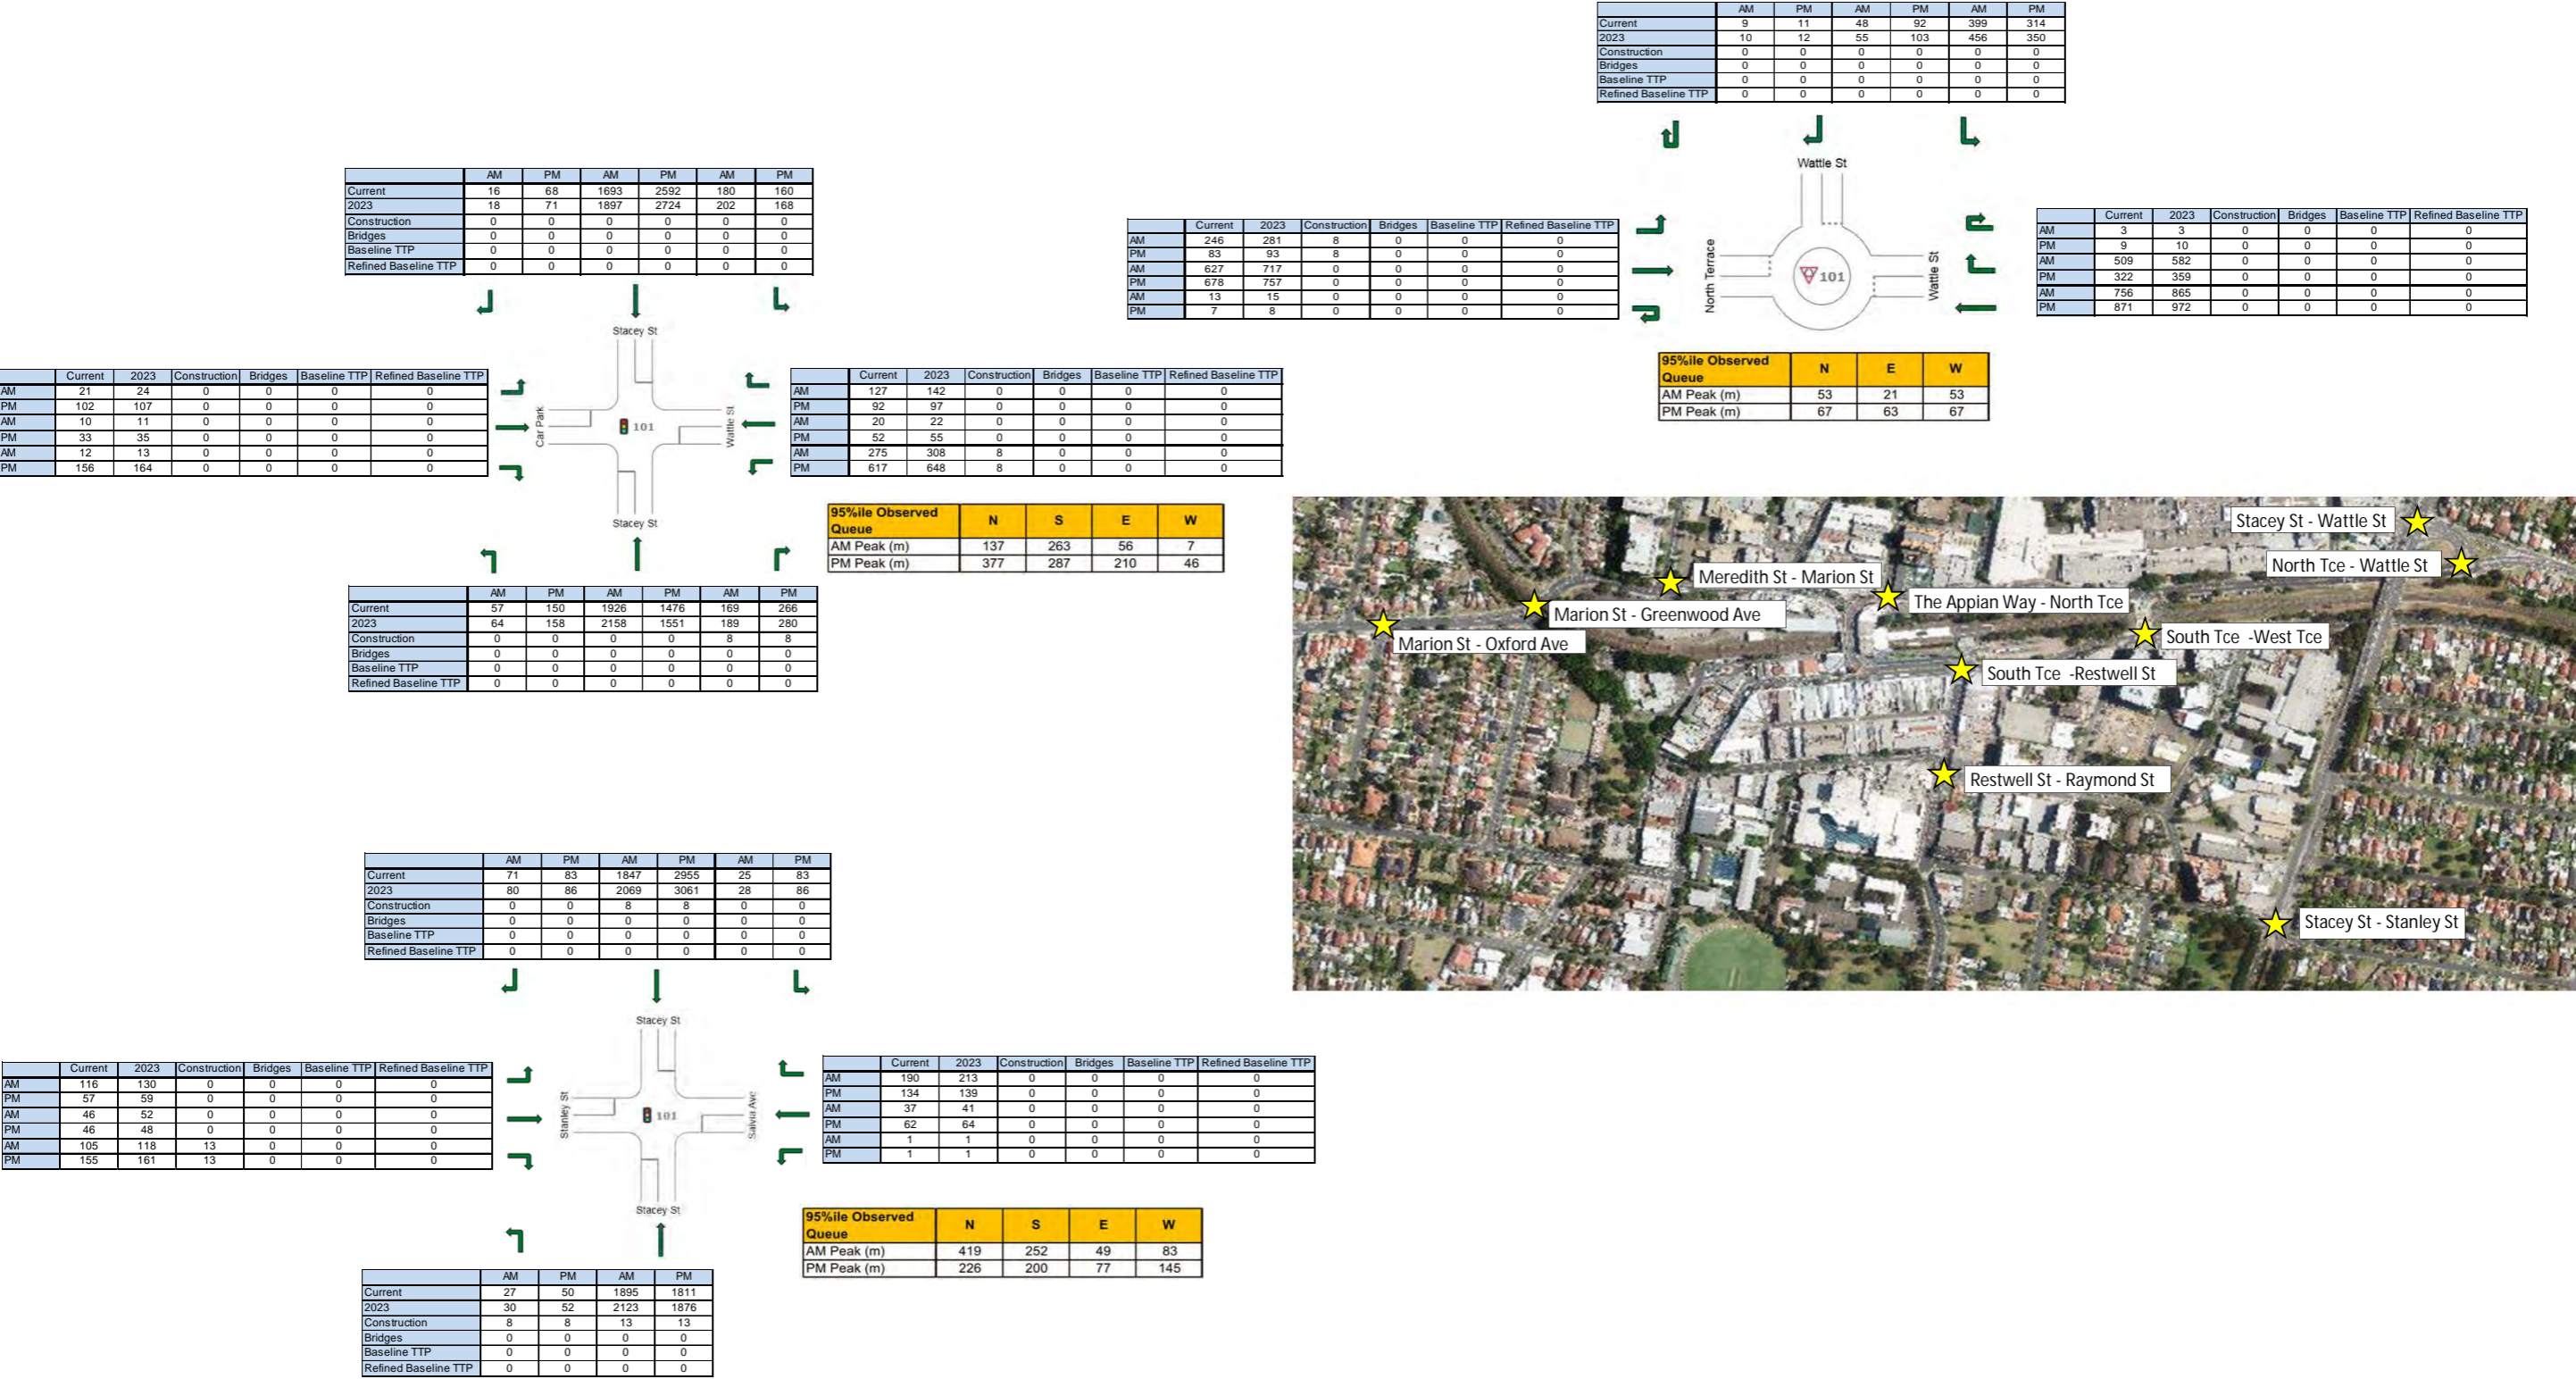 AM PM AM PM AM PM
Current 9 11 48 92 399 314
2023 10 12 55 103 456 350
Construction 0 0 0 0 0 0
Bridges 0 0 0 0 0 0
Baseline TTP 0 0 0 0 0 0
Refined Baseline TTP 0 0 0 0 0 0
Wattle St
Current 2023 Construction Bridges Baseline TTP Refined Baseline TTP
AM 246 281 8 0 0 0
PM 83 93 8 0 0 0
AM 627 717 0 0 0 0
PM 678 757 0 0 0 0
AM 13 15 0 0 0 0
PM 7 8 0 0 0 0
North Terrace
101
Wattle St
Current 2023 Construction Bridges Baseline TTP Refined Baseline TTP
AM 3 3 0 0 0 0
PM 9 10 0 0 0 0
AM 509 582 0 0 0 0
PM 322 359 0 0 0 0
AM 756 865 0 0 0 0
PM 871 972 0 0 0 0
95%ile Observed Queue N E W
AM Peak (m) 53 21 53
PM Peak (m) 67 63 67
AM PM AM PM AM PM
Current 16 68 1693 2592 180 160
2023 18 71 1897 2724 202 168
Construction 0 0 0 0 0 0
Bridges 0 0 0 0 0 0
Baseline TTP 0 0 0 0 0 0
Refined Baseline TTP 0 0 0 0 0 0
Stacey St
Current 2023 Construction Bridges Baseline TTP Refined Baseline TTP
AM 21 24 0 0 0 0
PM 102 107 0 0 0 0
AM 10 11 0 0 0 0
PM 33 35 0 0 0 0
AM 12 13 0 0 0 0
PM 156 164 0 0 0 0
Car Park
101
Wattle St
Current 2023 Construction Bridges Baseline TTP Refined Baseline TTP
AM 127 142 0 0 0 0
PM 92 97 0 0 0 0
AM 20 22 0 0 0 0
PM 52 55 0 0 0 0
AM 275 308 8 0 0 0
PM 617 648 8 0 0 0
Stacey St
95%ile Observed Queue N S E W
AM Peak (m) 137 263 56 7
PM Peak (m) 377 287 210 46
AM PM AM PM AM PM
Current 57 150 1926 1476 169 266
2023 64 158 2158 1551 189 280
Construction 0 0 0 0 8 8
Bridges 0 0 0 0 0 0
Baseline TTP 0 0 0 0 0 0
Refined Baseline TTP 0 0 0 0 0 0
Stacey St - Wattle St
North Tce - Wattle St
Meredith St - Marion St
The Appian Way - North Tce
Marion St - Greenwood Ave
Marion St - Oxford Ave
South Tce -West Tce
South Tce -Restwell St
Restwell St - Raymond St
Stacey St - Stanley St
AM PM AM PM AM PM
Current 71 83 1847 2955 25 83
2023 80 86 2069 3061 28 86
Construction 0 0 8 8 0 0
Bridges 0 0 0 0 0 0
Baseline TTP 0 0 0 0 0 0
Refined Baseline TTP 0 0 0 0 0 0
Stacey St
Current 2023 Construction Bridges Baseline TTP Refined Baseline TTP
AM 116 130 0 0 0 0
PM 57 59 0 0 0 0
AM 46 52 0 0 0 0
PM 46 48 0 0 0 0
AM 105 118 13 0 0 0
PM 155 161 13 0 0 0
Stanley St
101
Salvia Ave
Current 2023 Construction Bridges Baseline TTP Refined Baseline TTP
AM 190 213 0 0 0 0
PM 134 139 0 0 0 0
AM 37 41 0 0 0 0
PM 62 64 0 0 0 0
AM 1 1 0 0 0 0
PM 1 1 0 0 0 0
Stacey St
95%ile Observed Queue N S E W
AM Peak (m) 419 252 49 83
PM Peak (m) 226 200 77 145
AM PM AM PM
Current 27 50 1895 1811
2023 30 52 2123 1876
Construction 8 8 13 13
Bridges 0 0 0 0
Baseline TTP 0 0 0 0
Refined Baseline TTP 0 0 0 0